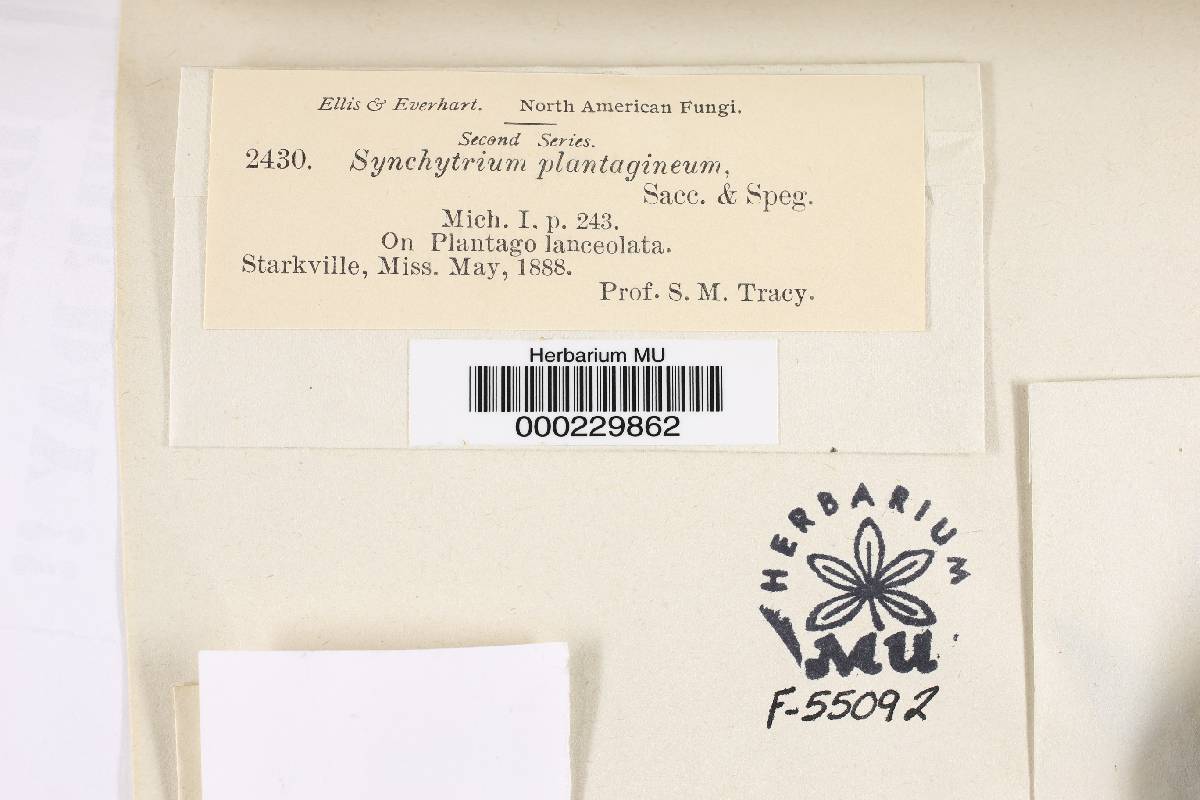 Ellis & Everhart. North American Fungi.
Second Series.
2430. Synchytrium plantagineum,
Sacc. & Speg.
Mich. I. p. 243.
On Plantago lanceolata.
Starkville, Miss. May, 1888.
Prof. S. M. Tracy.
Herbarium MU
000229862
HERBARIUM
MU
F-55092